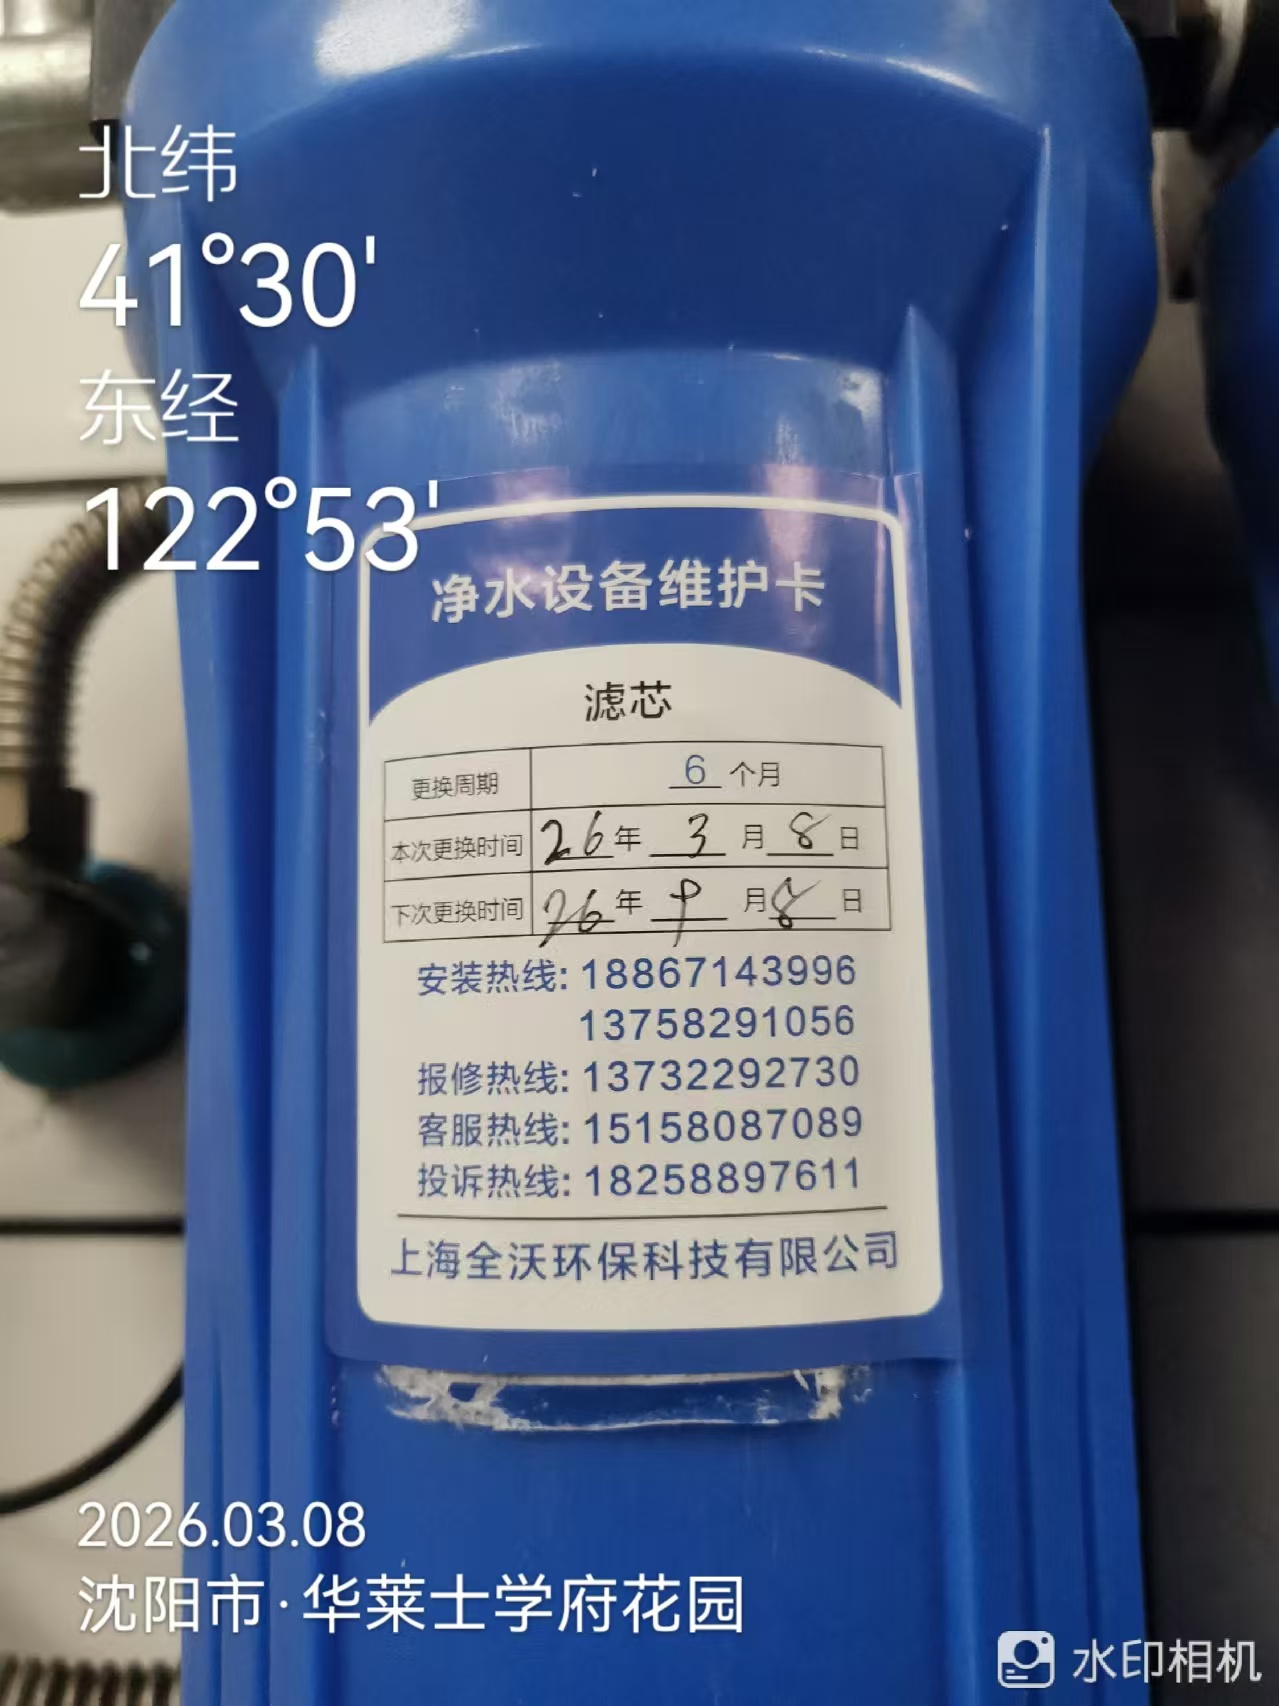 北纬
41°30'
东经
122°53'
净水设备维护卡
滤芯
更换周期 6 个月
本次更换时间 26年 3 月 8 日
下次更换时间 26年 9 月 8 日
安装热线: 18867143996
13758291056
报修热线: 13732292730
客服热线: 15158087089
投诉热线: 18258897611
上海全沃环保科技有限公司
2026.03.08
沈阳市·华莱士学府花园
水印相机